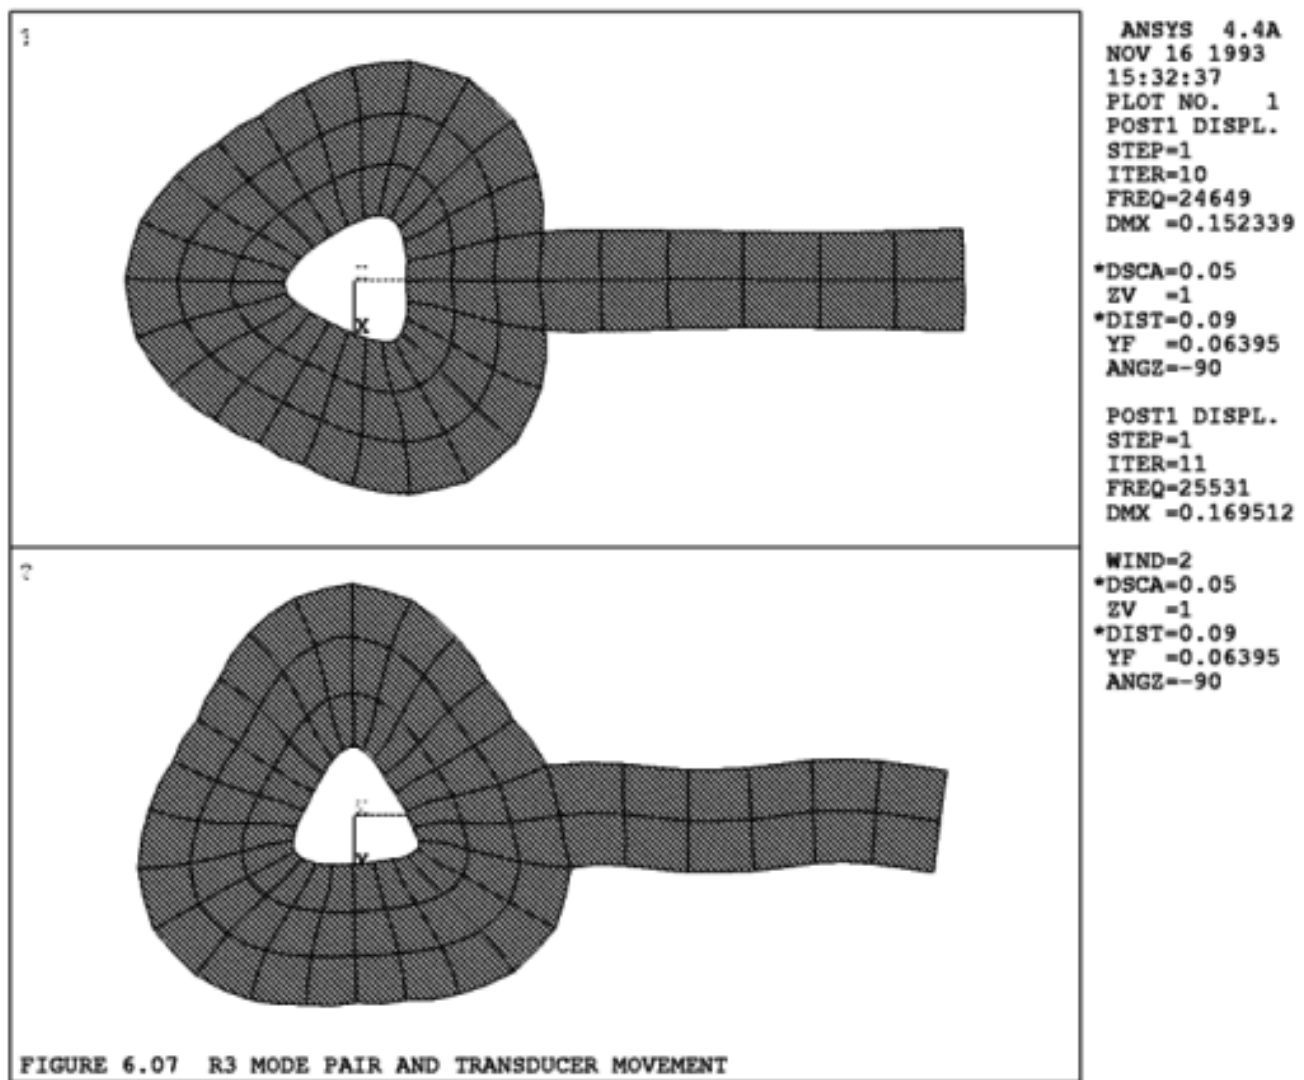 1
ANSYS 4.4A
NOV 16 1993
15:32:37
PLOT NO. 1
POST1 DISPL.
STEP=1
ITER=10
FREQ=24649
DMX =0.152339
*DSCA=0.05
ZV =1
*DIST=0.09
YF =0.06395
ANGZ=-90
POST1 DISPL.
STEP=1
ITER=11
FREQ=25531
DMX =0.169512
WIND=2
*DSCA=0.05
ZV =1
*DIST=0.09
YF =0.06395
ANGZ=-90
X
2
FIGURE 6.07 R3 MODE PAIR AND TRANSDUCER MOVEMENT